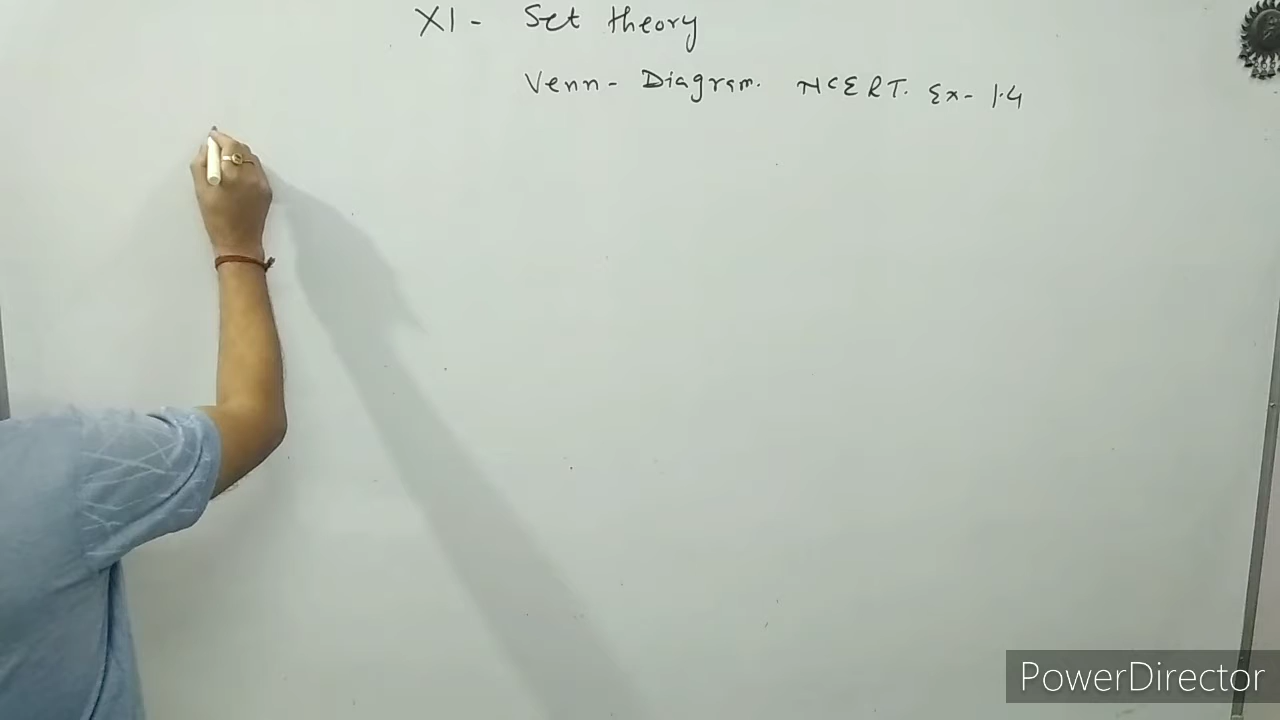 XI - Set theory
Venn - Diagram. NCERT. Ex - 1.4
PowerDirector